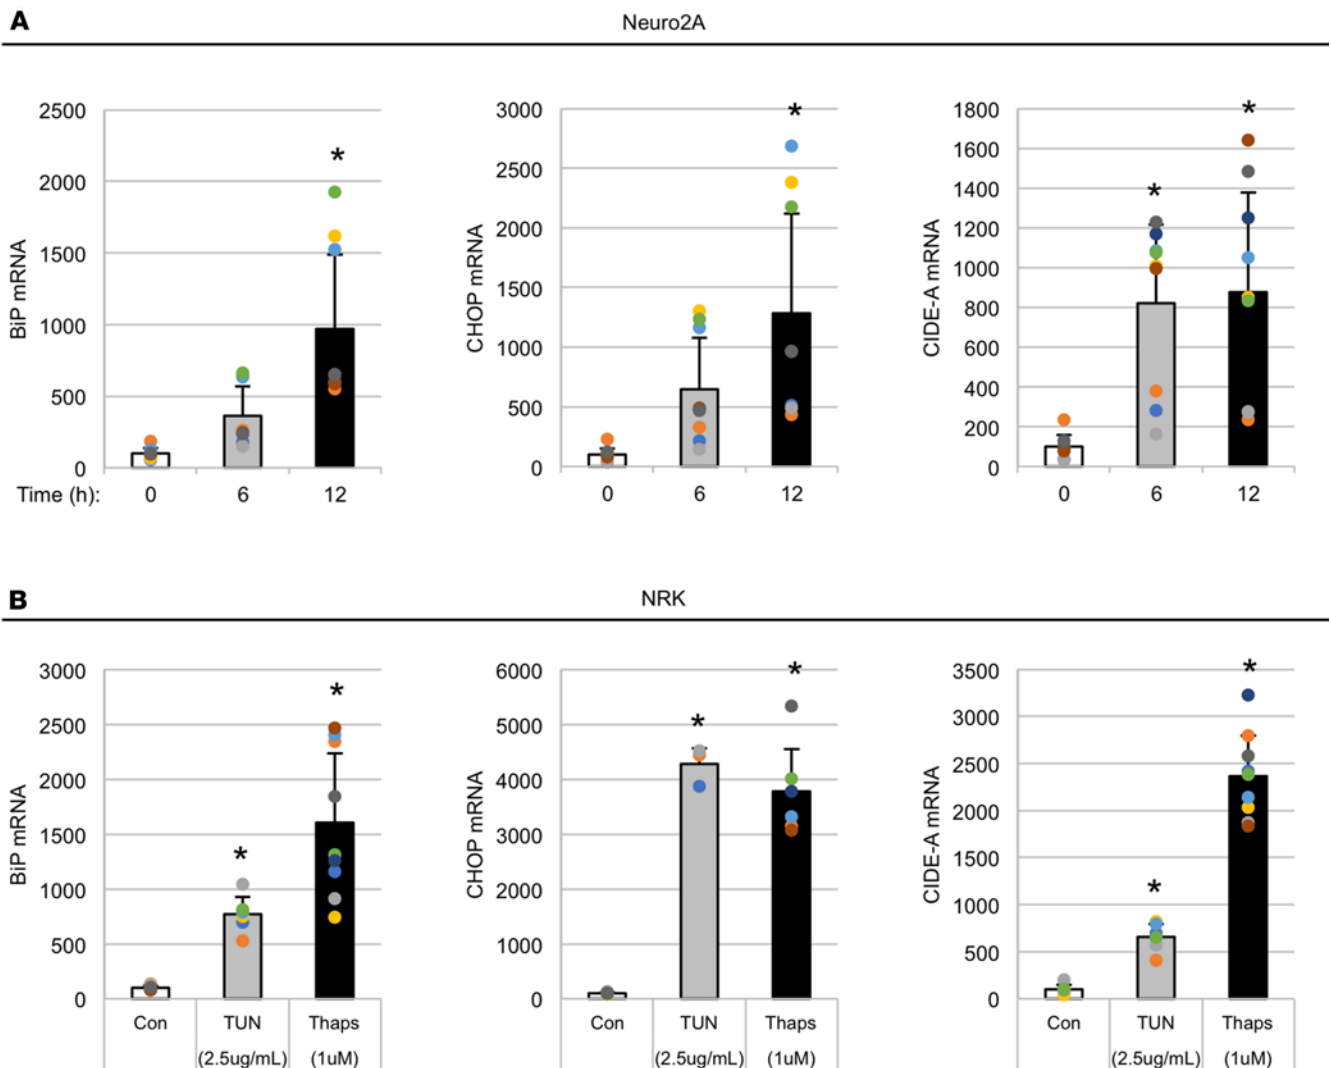 A
Neuro2A
BiP mRNA
2500
2000
1500
1000
500
0
*
Time (h):
0 6 12
CHOP mRNA
3000
2500
2000
1500
1000
500
0
*
0 6 12
CIDE-A mRNA
1800
1600
1400
1200
1000
800
600
400
200
0
* *
0 6 12
B
NRK
BiP mRNA
3000
2500
2000
1500
1000
500
0
* *
Con TUN Thaps
(2.5ug/mL) (1uM)
CHOP mRNA
6000
5000
4000
3000
2000
1000
0
* *
Con TUN Thaps
(2.5ug/mL) (1uM)
CIDE-A mRNA
3500
3000
2500
2000
1500
1000
500
0
* *
Con TUN Thaps
(2.5ug/mL) (1uM)